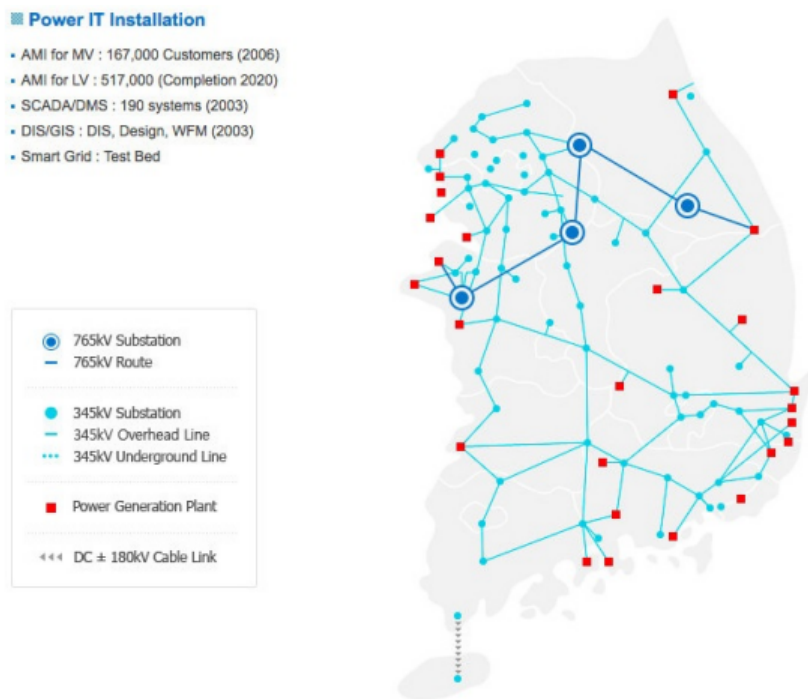 Power IT Installation
AMI for MV : 167,000 Customers (2006)
AMI for LV : 517,000 (Completion 2020)
SCADA/DMS : 190 systems (2003)
DIS/GIS : DIS, Design, WFM (2003)
Smart Grid : Test Bed
765kV Substation
765kV Route
345kV Substation
345kV Overhead Line
345kV Underground Line
Power Generation Plant
DC ± 180kV Cable Link